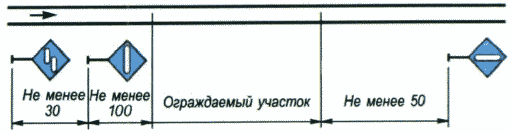 Не менее
30
Не менее
100
Ограждаемый участок
Не менее 50